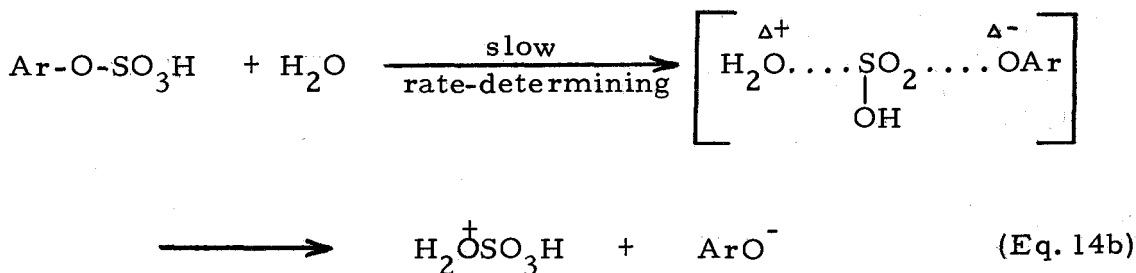 slow
Ar-O-SO₃H + H₂O rate-determining
Δ+ Δ-
H₂O....SO₂....OAr
OH
H₂O⁺SO₃H + ArO⁻ (Eq. 14b)